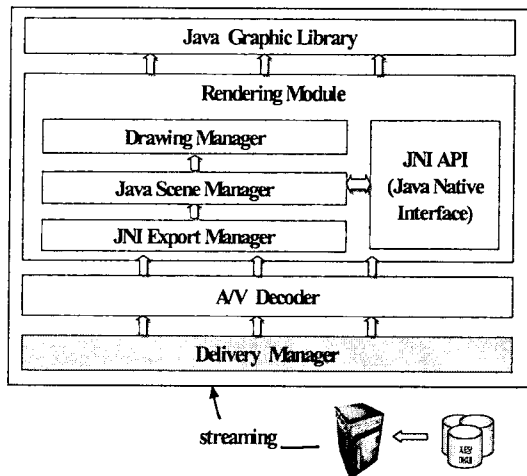 Java Graphic Library
Rendering Module
Drawing Manager
Java Scene Manager
JNI Export Manager
JNI API
(Java Native
Interface)
A/V Decoder
Delivery Manager
streaming